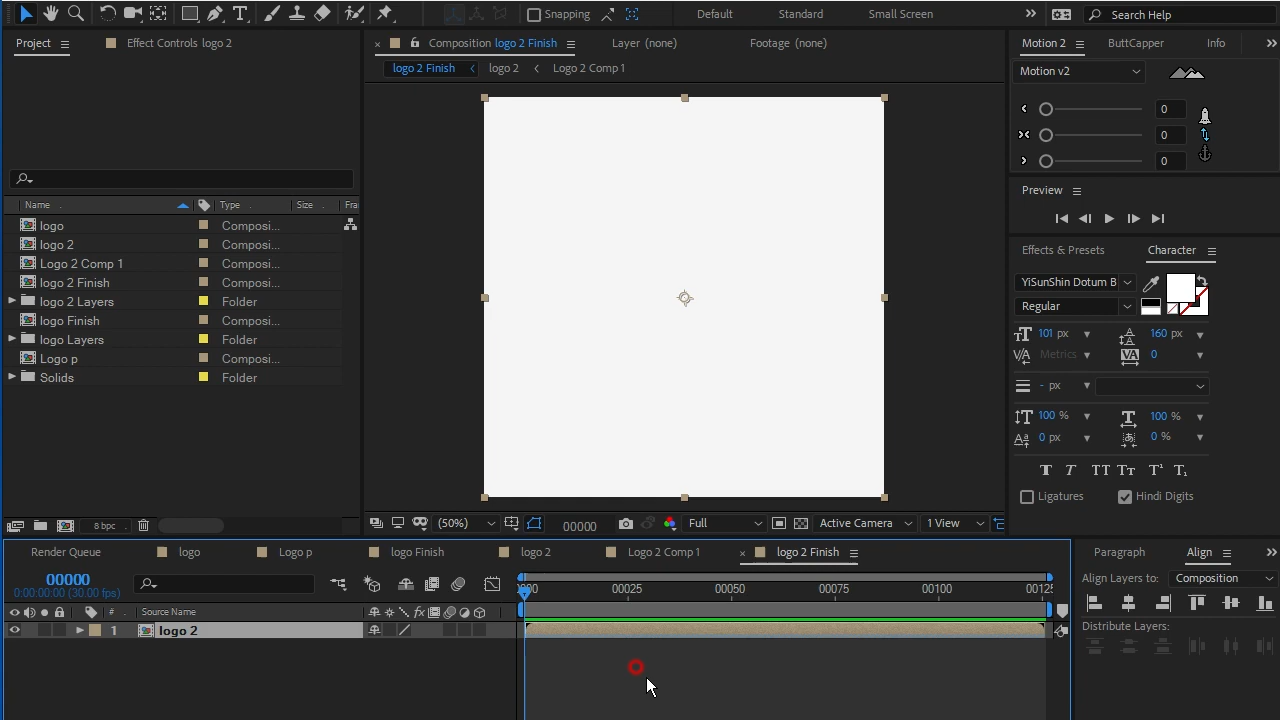 Snapping
Default
Standard
Small Screen
Search Help
Project
Effect Controls logo 2
Composition logo 2 Finish
Layer (none)
Footage (none)
Motion 2
ButtCapper
Info
logo 2 Finish
logo 2
Logo 2 Comp 1
Motion v2
0
0
0
Preview
Name
Type
Size
Fra
logo
Composi...
logo 2
Composi...
Logo 2 Comp 1
Composi...
logo 2 Finish
Composi...
logo 2 Layers
Folder
logo Finish
Composi...
logo Layers
Folder
Logo p
Composi...
Solids
Folder
Effects & Presets
Character
YiSunShin Dotum B
Regular
101 px
160 px
Metrics
0
- px
100 %
100 %
0 px
0 %
Ligatures
Hindi Digits
8 bpc
(50%)
00000
Full
Active Camera
1 View
Render Queue
logo
Logo p
logo Finish
logo 2
Logo 2 Comp 1
logo 2 Finish
Paragraph
Align
00000
0:00:00:00 (30.00 fps)
Align Layers to:
Composition
000
00025
00050
00075
00100
00125
# Source Name
Distribute Layers:
1
logo 2